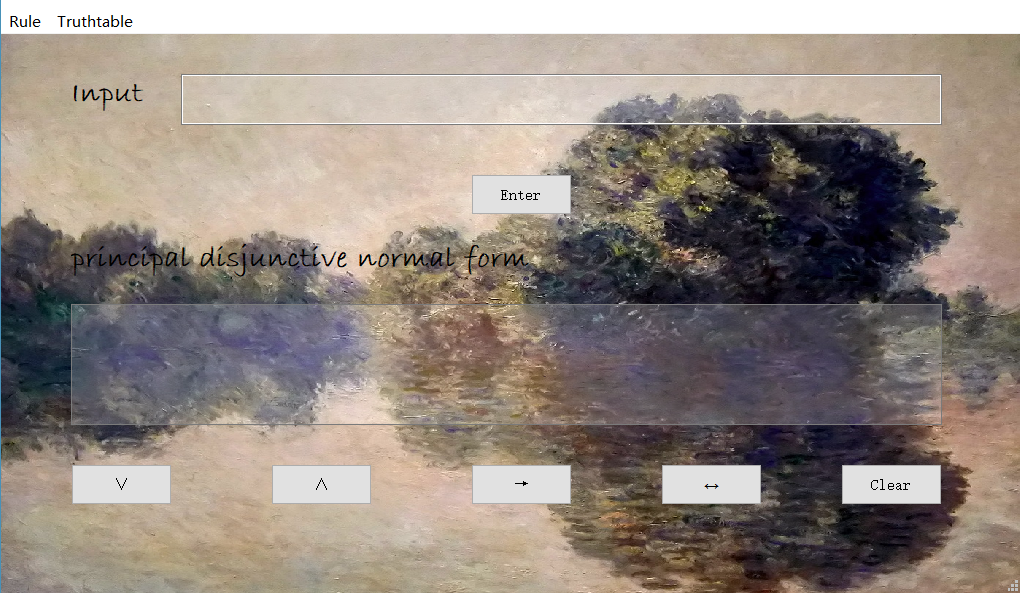 Rule Truthtable
Input
Enter
principal disjunctive normal form
∨ ∧ → ↔ Clear